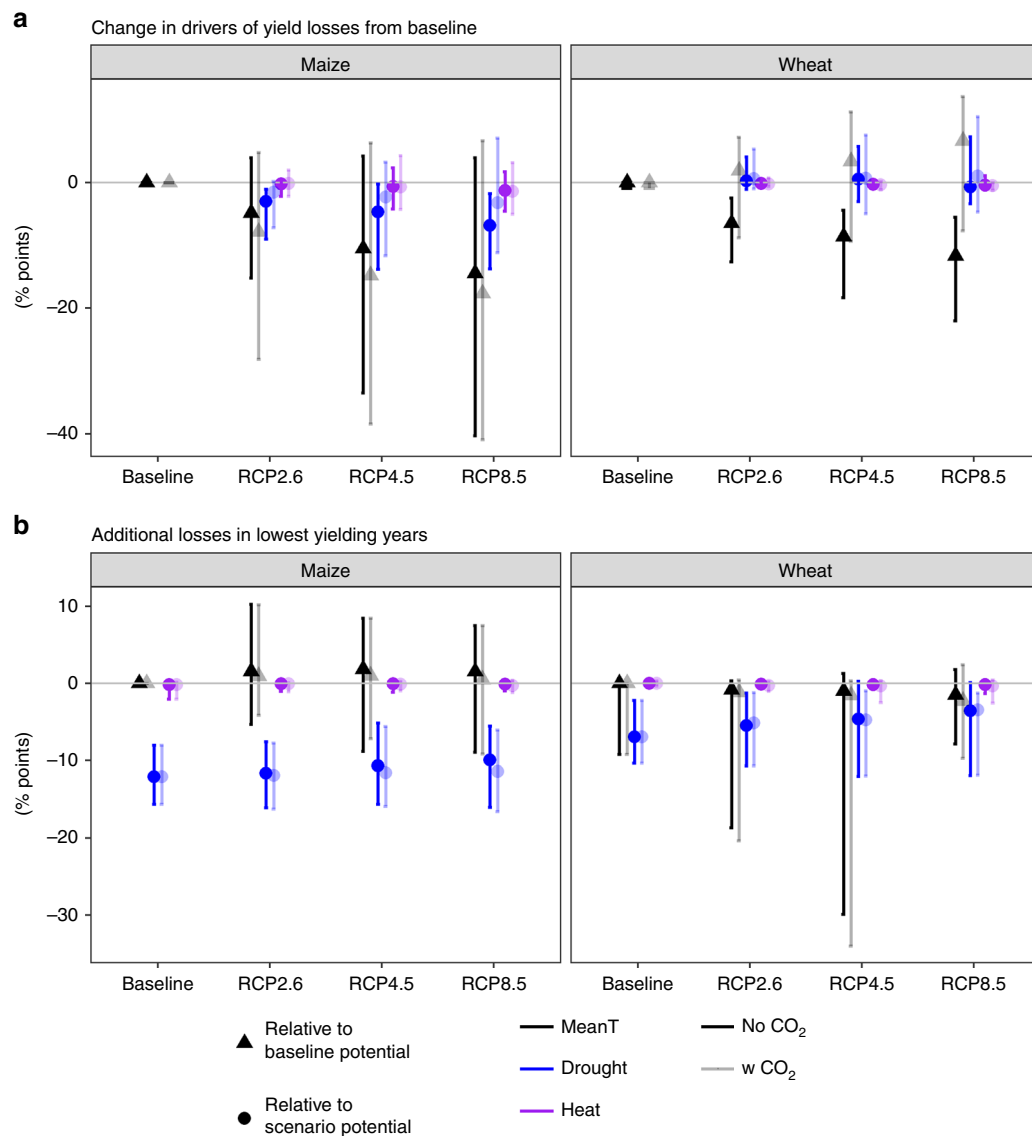 a
Change in drivers of yield losses from baseline
Maize
Wheat
(% points)
0
–20
–40
Baseline
RCP2.6
RCP4.5
RCP8.5
Baseline
RCP2.6
RCP4.5
RCP8.5
b
Additional losses in lowest yielding years
Maize
Wheat
(% points)
10
0
–10
–20
–30
Baseline
RCP2.6
RCP4.5
RCP8.5
Baseline
RCP2.6
RCP4.5
RCP8.5
Relative to
baseline potential
Relative to
scenario potential
MeanT
Drought
Heat
No CO₂
w CO₂